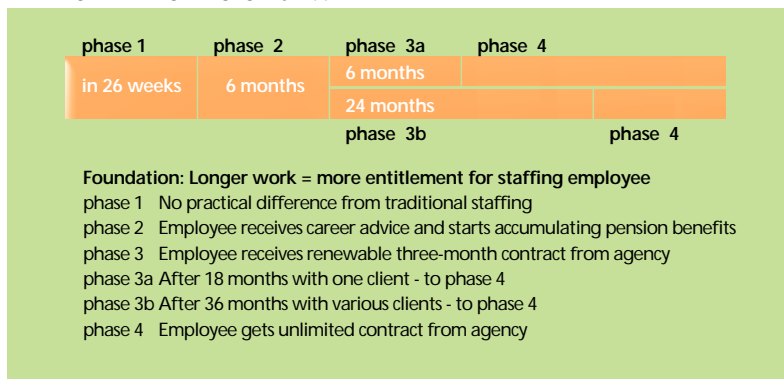 phase 1 phase 2 phase 3a phase 4
in 26 weeks 6 months 6 months
24 months
phase 3b phase 4
Foundation: Longer work = more entitlement for staffing employee
phase 1 No practical difference from traditional staffing
phase 2 Employee receives career advice and starts accumulating pension benefits
phase 3 Employee receives renewable three-month contract from agency
phase 3a After 18 months with one client - to phase 4
phase 3b After 36 months with various clients - to phase 4
phase 4 Employee gets unlimited contract from agency